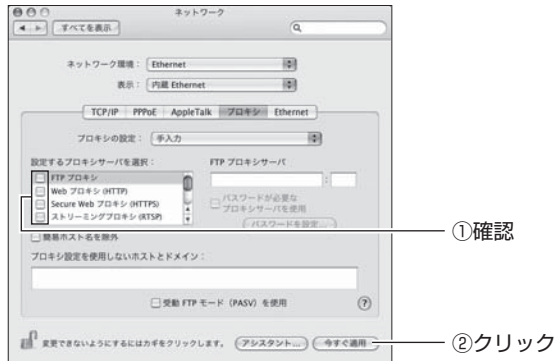 ネットワーク
すべてを表示
ネットワーク環境： Ethernet
表示： 内蔵 Ethernet
TCP/IP PPPoE AppleTalk プロキシ Ethernet
プロキシの設定： 手入力
設定するプロキシサーバを選択：
FTP プロキシサーバ
FTP プロキシ
Web プロキシ (HTTP)
Secure Web プロキシ (HTTPS)
ストリーミングプロキシ (RTSP)
:
パスワードが必要な
プロキシサーバを使用
パスワードを設定...
簡易ホスト名を除外
①確認
プロキシ設定を使用しないホストとドメイン：
受動 FTP モード（PASV）を使用
?
変更できないようにするにはカギをクリックします。
アシスタント... 今すぐ適用
②クリック